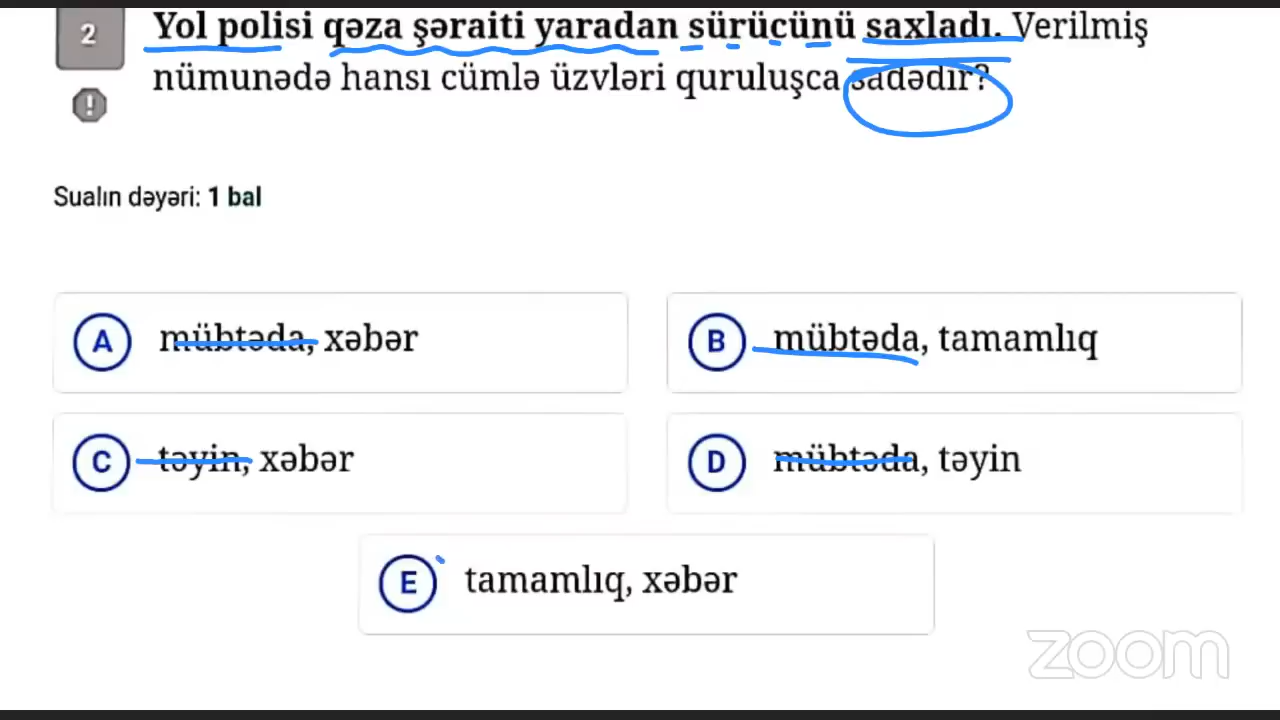 2 Yol polisi qəza şəraiti yaradan sürücünü saxladı. Verilmiş
nümunədə hansı cümlə üzvləri quruluşca sadədir?
!
Sualın dəyəri: 1 bal
A mübtəda, xəbər
B mübtəda, tamamlıq
C təyin, xəbər
D mübtəda, təyin
E tamamlıq, xəbər
zoom